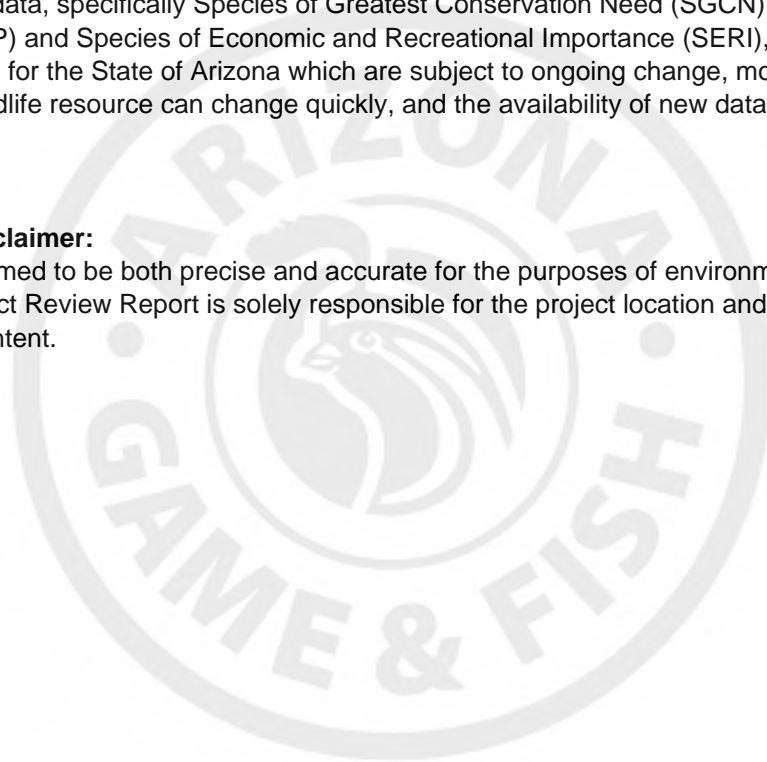 data, specifically Species of Greatest Conservation Need (SGCN)
P) and Species of Economic and Recreational Importance (SERI),
for the State of Arizona which are subject to ongoing change, mo
dlife resource can change quickly, and the availability of new data
claimer:
med to be both precise and accurate for the purposes of environm
ct Review Report is solely responsible for the project location and
ntent.
ARIZONA
GAME & FISH